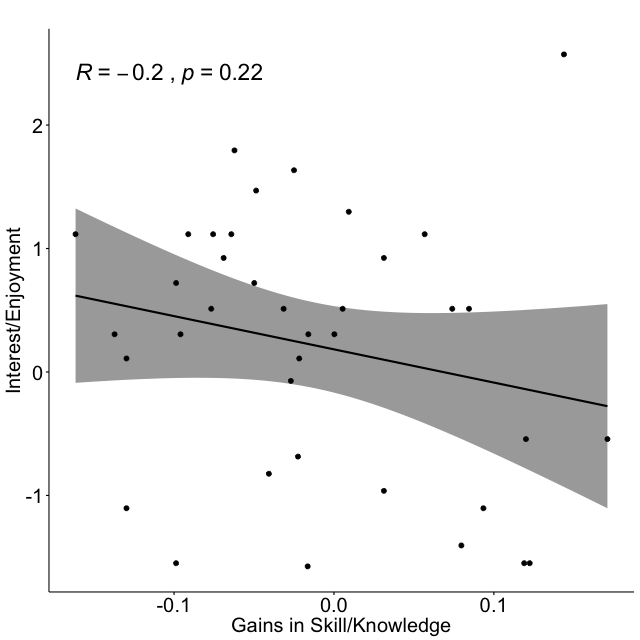 R = −0.2 , p = 0.22
2
1
0
-1
Interest/Enjoyment
-0.1 0.0 0.1
Gains in Skill/Knowledge